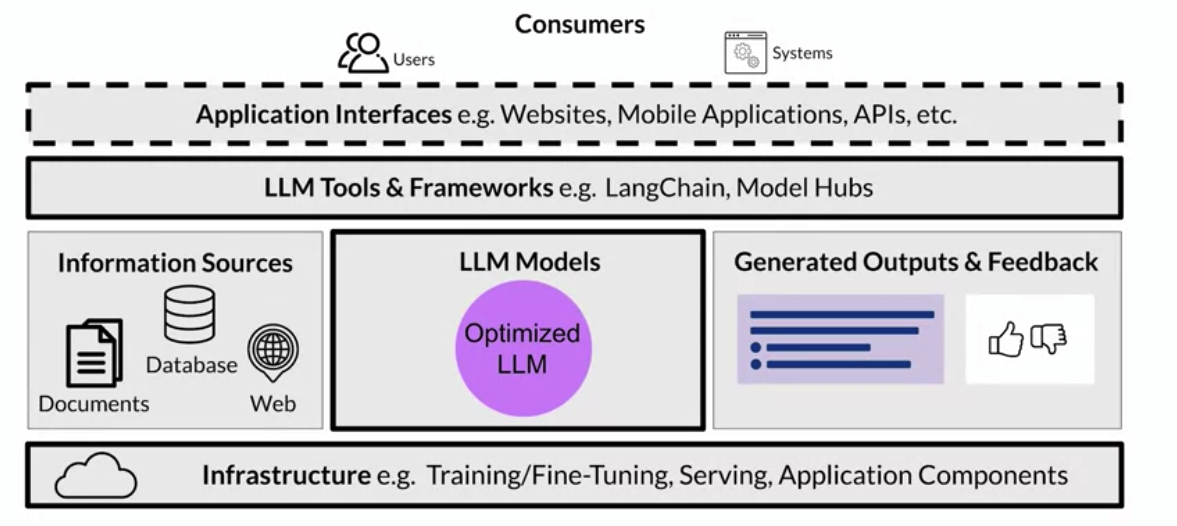 Consumers
Users
Systems
Application Interfaces e.g. Websites, Mobile Applications, APIs, etc.
LLM Tools & Frameworks e.g. LangChain, Model Hubs
Information Sources
Documents
Database
Web
LLM Models
Optimized
LLM
Generated Outputs & Feedback
Infrastructure e.g. Training/Fine-Tuning, Serving, Application Components